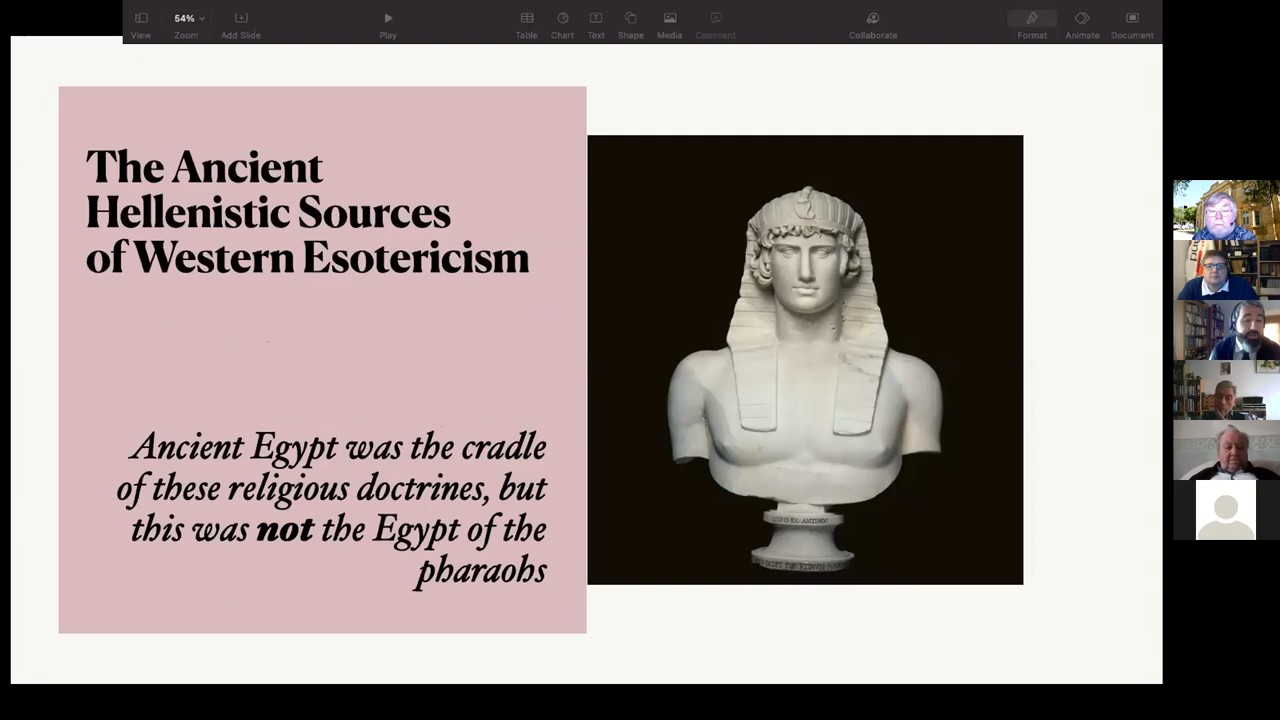 View
54%
Zoom
Add Slide
Play
Table
Chart
Text
Shape
Media
Comment
Collaborate
Format
Animate
Document
The Ancient
Hellenistic Sources
of Western Esotericism
Ancient Egypt was the cradle
of these religious doctrines, but
this was not the Egypt of the
pharaohs